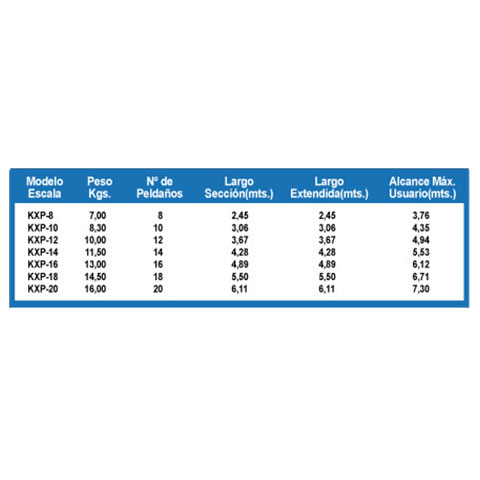 Modelo Escala Peso Kgs. Nº de Peldaños Largo Sección(mts.) Largo Extendida(mts.) Alcance Máx. Usuario(mts.)
KXP-8 7,00 8 2,45 2,45 3,76
KXP-10 8,30 10 3,06 3,06 4,35
KXP-12 10,00 12 3,67 3,67 4,94
KXP-14 11,50 14 4,28 4,28 5,53
KXP-16 13,00 16 4,89 4,89 6,12
KXP-18 14,50 18 5,50 5,50 6,71
KXP-20 16,00 20 6,11 6,11 7,30